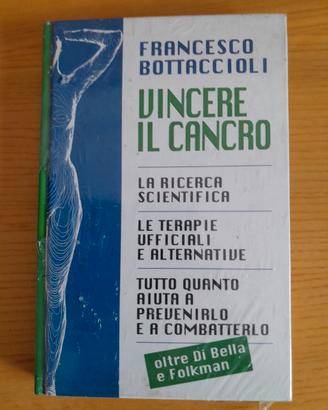 FRANCESCO
BOTTACCIOLI
VINCERE
IL CANCRO
LA RICERCA
SCIENTIFICA
LE TERAPIE
UFFICIALI
E ALTERNATIVE
TUTTO QUANTO
AIUTA A
PREVENIRLO
E A COMBATTERLO
oltre Di Bella
e Folkman